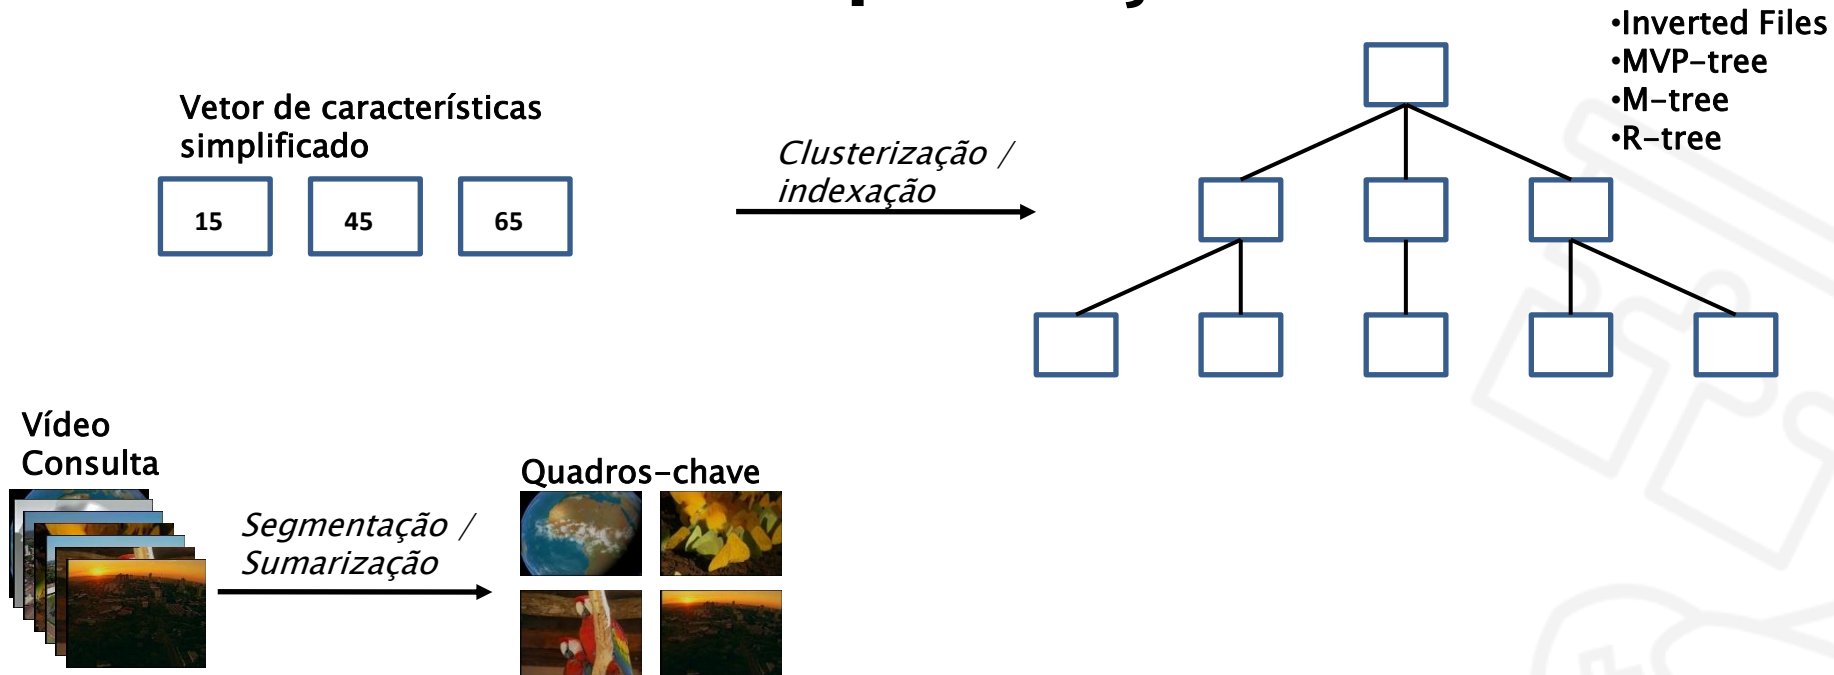 •Inverted Files
•MVP-tree
•M-tree
•R-tree
Vetor de características
simplificado
15 45 65
Clusterização /
indexação
Vídeo
Consulta
Segmentação /
Sumarização
Quadros-chave